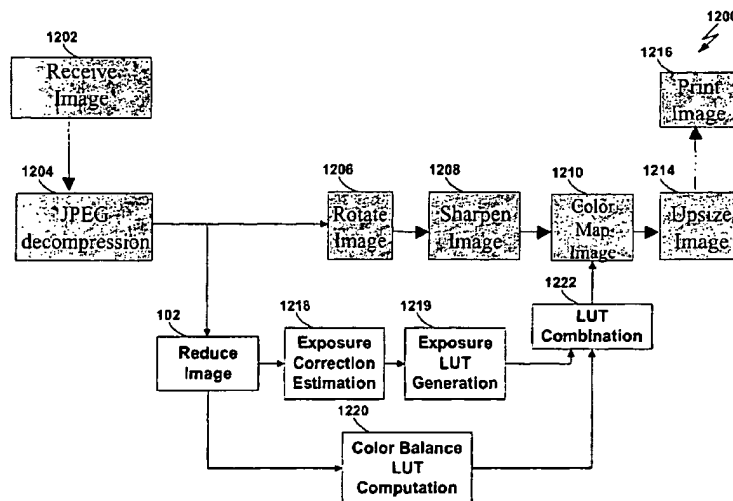 1200
1202
Receive
Image
1216
Print
Image
1204
JPEG
decompression
1206
Rotate
Image
1208
Sharpen
Image
1210
Color
Map
Image
1214
Upsize
Image
102
Reduce
Image
1218
Exposure
Correction
Estimation
1219
Exposure
LUT
Generation
1222
LUT
Combination
1220
Color Balance
LUT
Computation